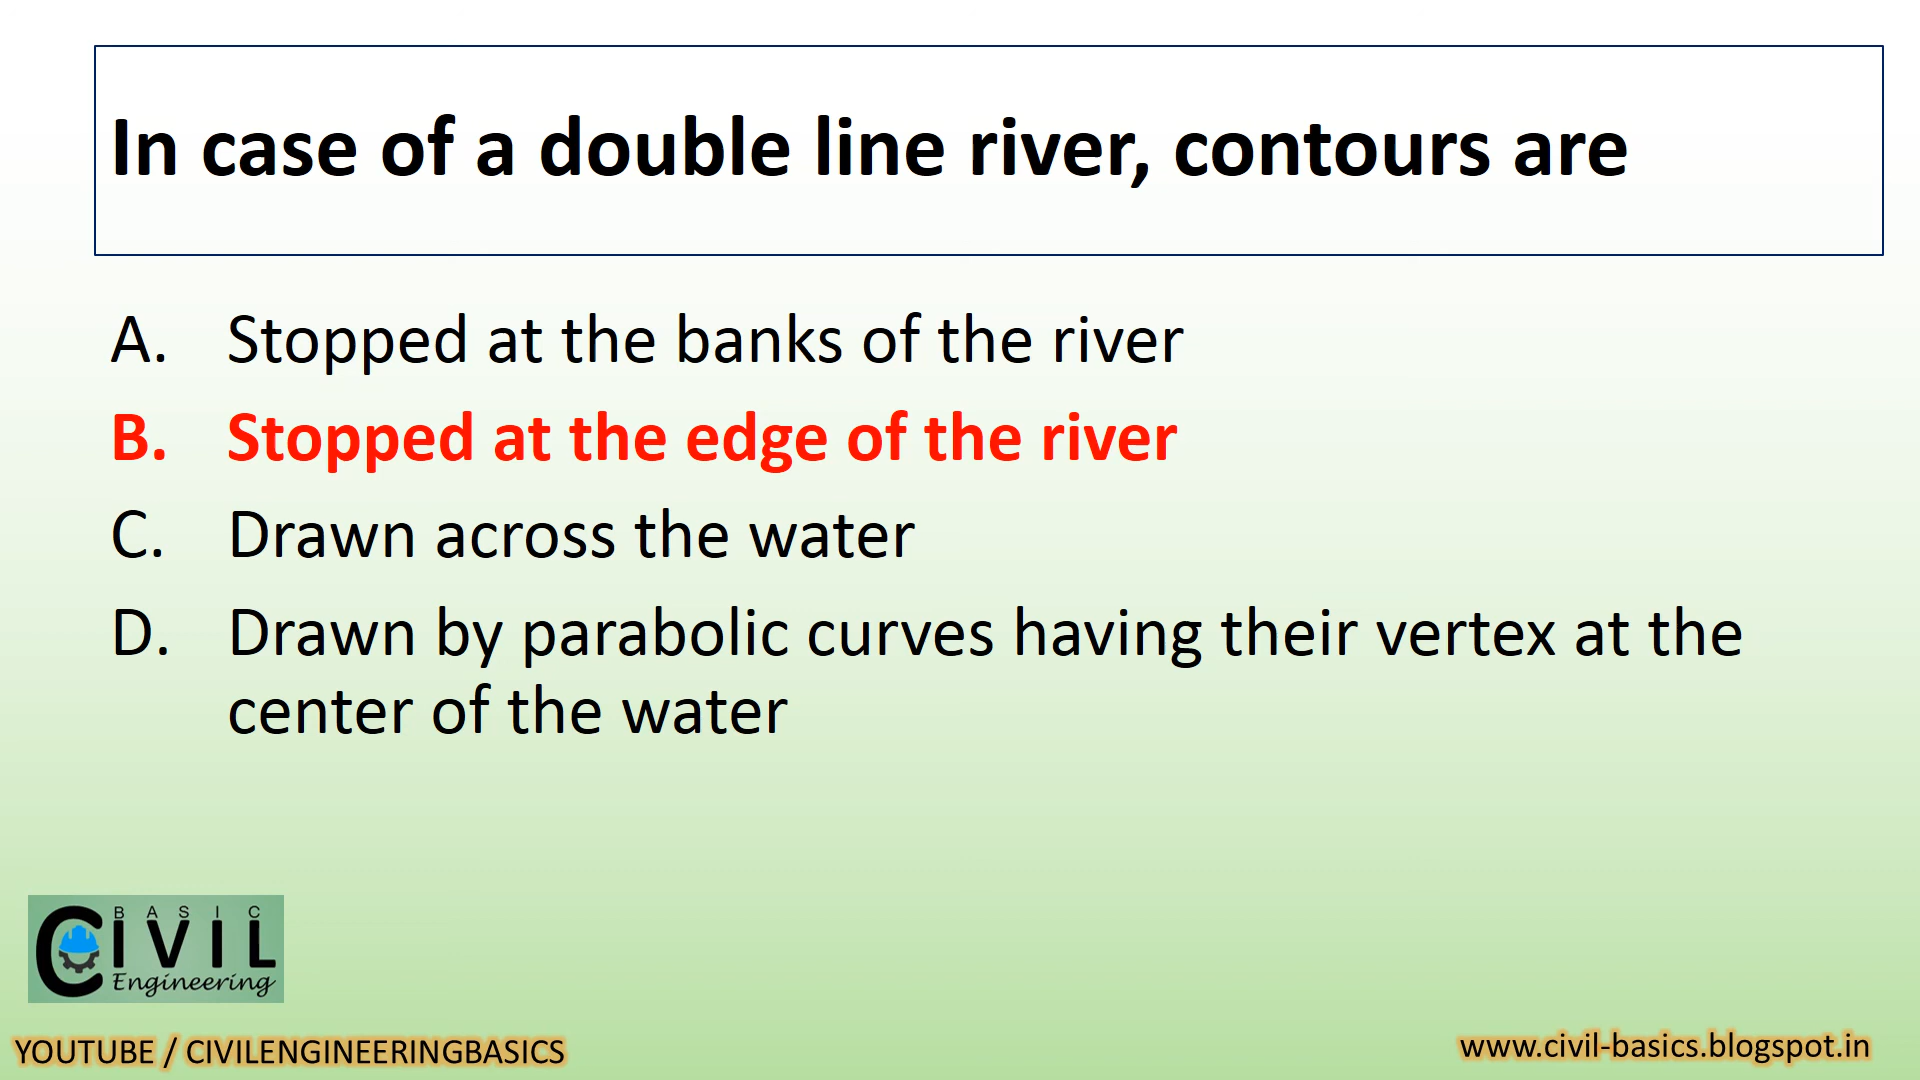 In case of a double line river, contours are
A. Stopped at the banks of the river
B. Stopped at the edge of the river
C. Drawn across the water
D. Drawn by parabolic curves having their vertex at the
center of the water
BASIC
CIVIL
Engineering
YOUTUBE / CIVILENGINEERINGBASICS
www.civil-basics.blogspot.in